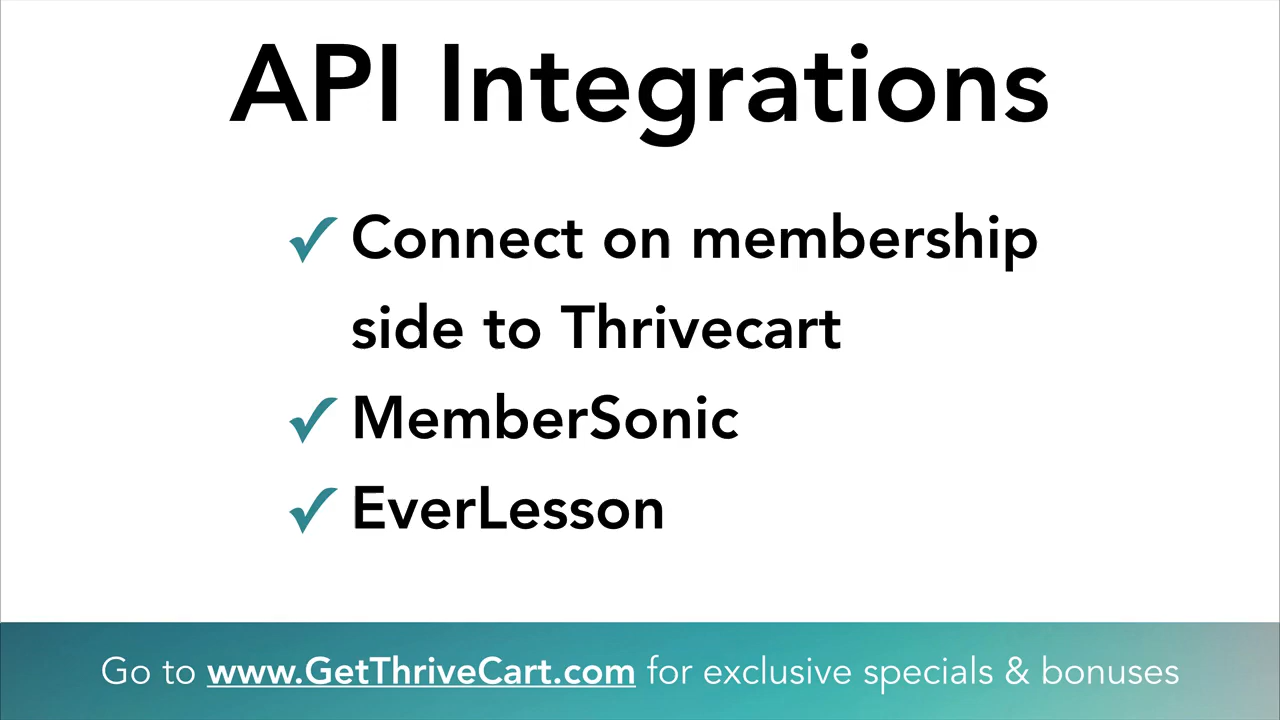 API Integrations
✓ Connect on membership
side to Thrivecart
✓ MemberSonic
✓ EverLesson
Go to www.GetThriveCart.com for exclusive specials & bonuses